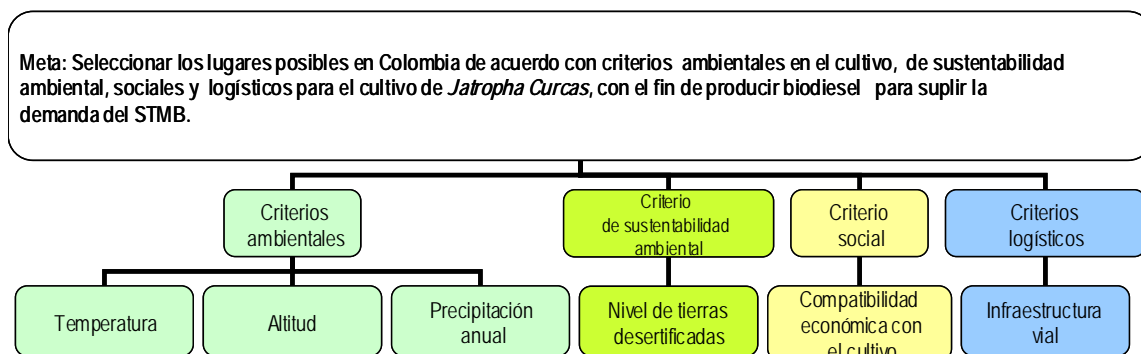 Meta: Seleccionar los lugares posibles en Colombia de acuerdo con criterios ambientales en el cultivo, de sustentabilidad
ambiental, sociales y logísticos para el cultivo de Jatropha Curcas, con el fin de producir biodiesel para suplir la
demanda del STMB.
Criterios
ambientales
Criterio
de sustentabilidad
ambiental
Criterio
social
Criterios
logísticos
Temperatura
Altitud
Precipitación
anual
Nivel de tierras
desertificadas
Compatibilidad
económica con
el cultivo
Infraestructura
vial